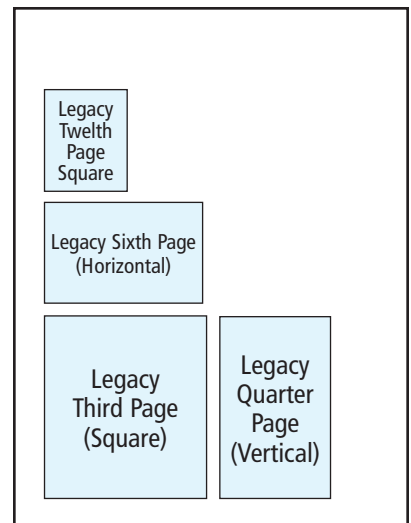 Legacy
Twelth
Page
Square
Legacy Sixth Page
(Horizontal)
Legacy
Third Page
(Square)
Legacy
Quarter
Page
(Vertical)